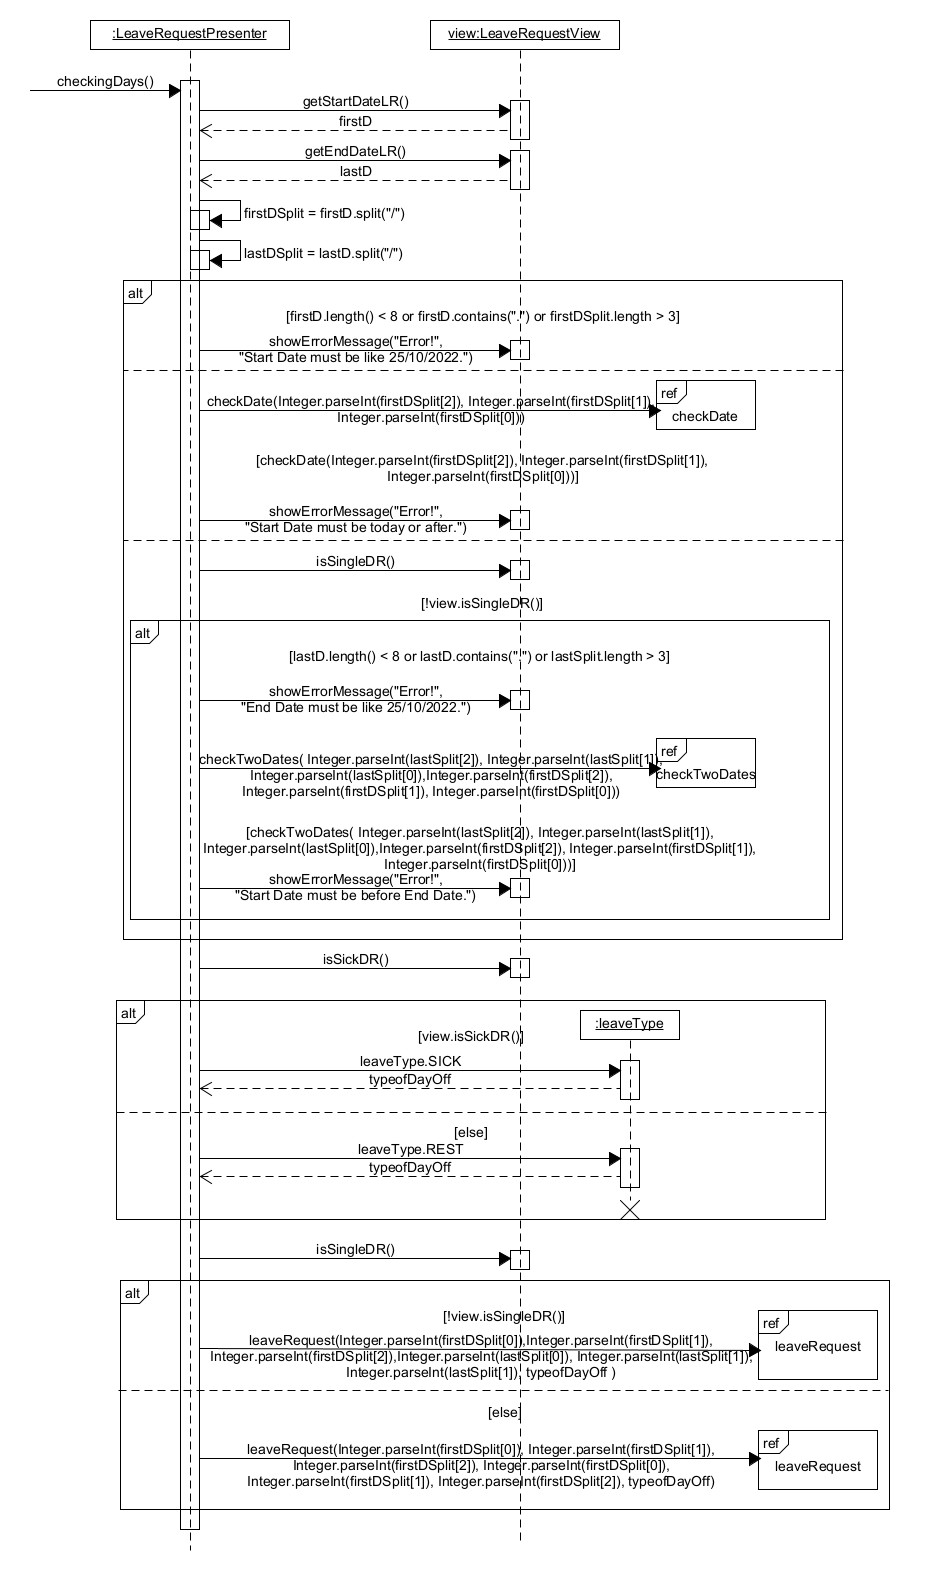 :LeaveRequestPresenter
view:LeaveRequestView
checkingDays()
getStartDateLR()
firstD
getEndDateLR()
lastD
firstDSplit = firstD.split("/")
lastDSplit = lastD.split("/")
alt
[firstD.length() < 8 or firstD.contains(".") or firstDSplit.length > 3]
showErrorMessage("Error!",
"Start Date must be like 25/10/2022.")
ref
checkDate(Integer.parseInt(firstDSplit[2]), Integer.parseInt(firstDSplit[1]),
Integer.parseInt(firstDSplit[0]))
checkDate
[checkDate(Integer.parseInt(firstDSplit[2]), Integer.parseInt(firstDSplit[1]),
Integer.parseInt(firstDSplit[0]))]
showErrorMessage("Error!",
"Start Date must be today or after.")
isSingleDR()
[!view.isSingleDR()]
alt
[lastD.length() < 8 or lastD.contains(".") or lastSplit.length > 3]
showErrorMessage("Error!",
"End Date must be like 25/10/2022.")
ref
checkTwoDates( Integer.parseInt(lastSplit[2]), Integer.parseInt(lastSplit[1]),
Integer.parseInt(lastSplit[0]),Integer.parseInt(firstDSplit[2]),
Integer.parseInt(firstDSplit[1]), Integer.parseInt(firstDSplit[0]))
checkTwoDates
[checkTwoDates( Integer.parseInt(lastSplit[2]), Integer.parseInt(lastSplit[1]),
Integer.parseInt(lastSplit[0]),Integer.parseInt(firstDSplit[2]), Integer.parseInt(firstDSplit[1]),
Integer.parseInt(firstDSplit[0]))]
showErrorMessage("Error!",
"Start Date must be before End Date.")
isSickDR()
alt
:leaveType
[view.isSickDR()]
leaveType.SICK
typeofDayOff
[else]
leaveType.REST
typeofDayOff
isSingleDR()
alt
[!view.isSingleDR()]
ref
leaveRequest
leaveRequest(Integer.parseInt(firstDSplit[0]),Integer.parseInt(firstDSplit[1]),
Integer.parseInt(firstDSplit[2]),Integer.parseInt(lastSplit[0]), Integer.parseInt(lastSplit[1]),
Integer.parseInt(lastSplit[1]), typeofDayOff )
[else]
ref
leaveRequest
leaveRequest(Integer.parseInt(firstDSplit[0]), Integer.parseInt(firstDSplit[1]),
Integer.parseInt(firstDSplit[2]), Integer.parseInt(firstDSplit[0]),
Integer.parseInt(firstDSplit[1]), Integer.parseInt(firstDSplit[2]), typeofDayOff)